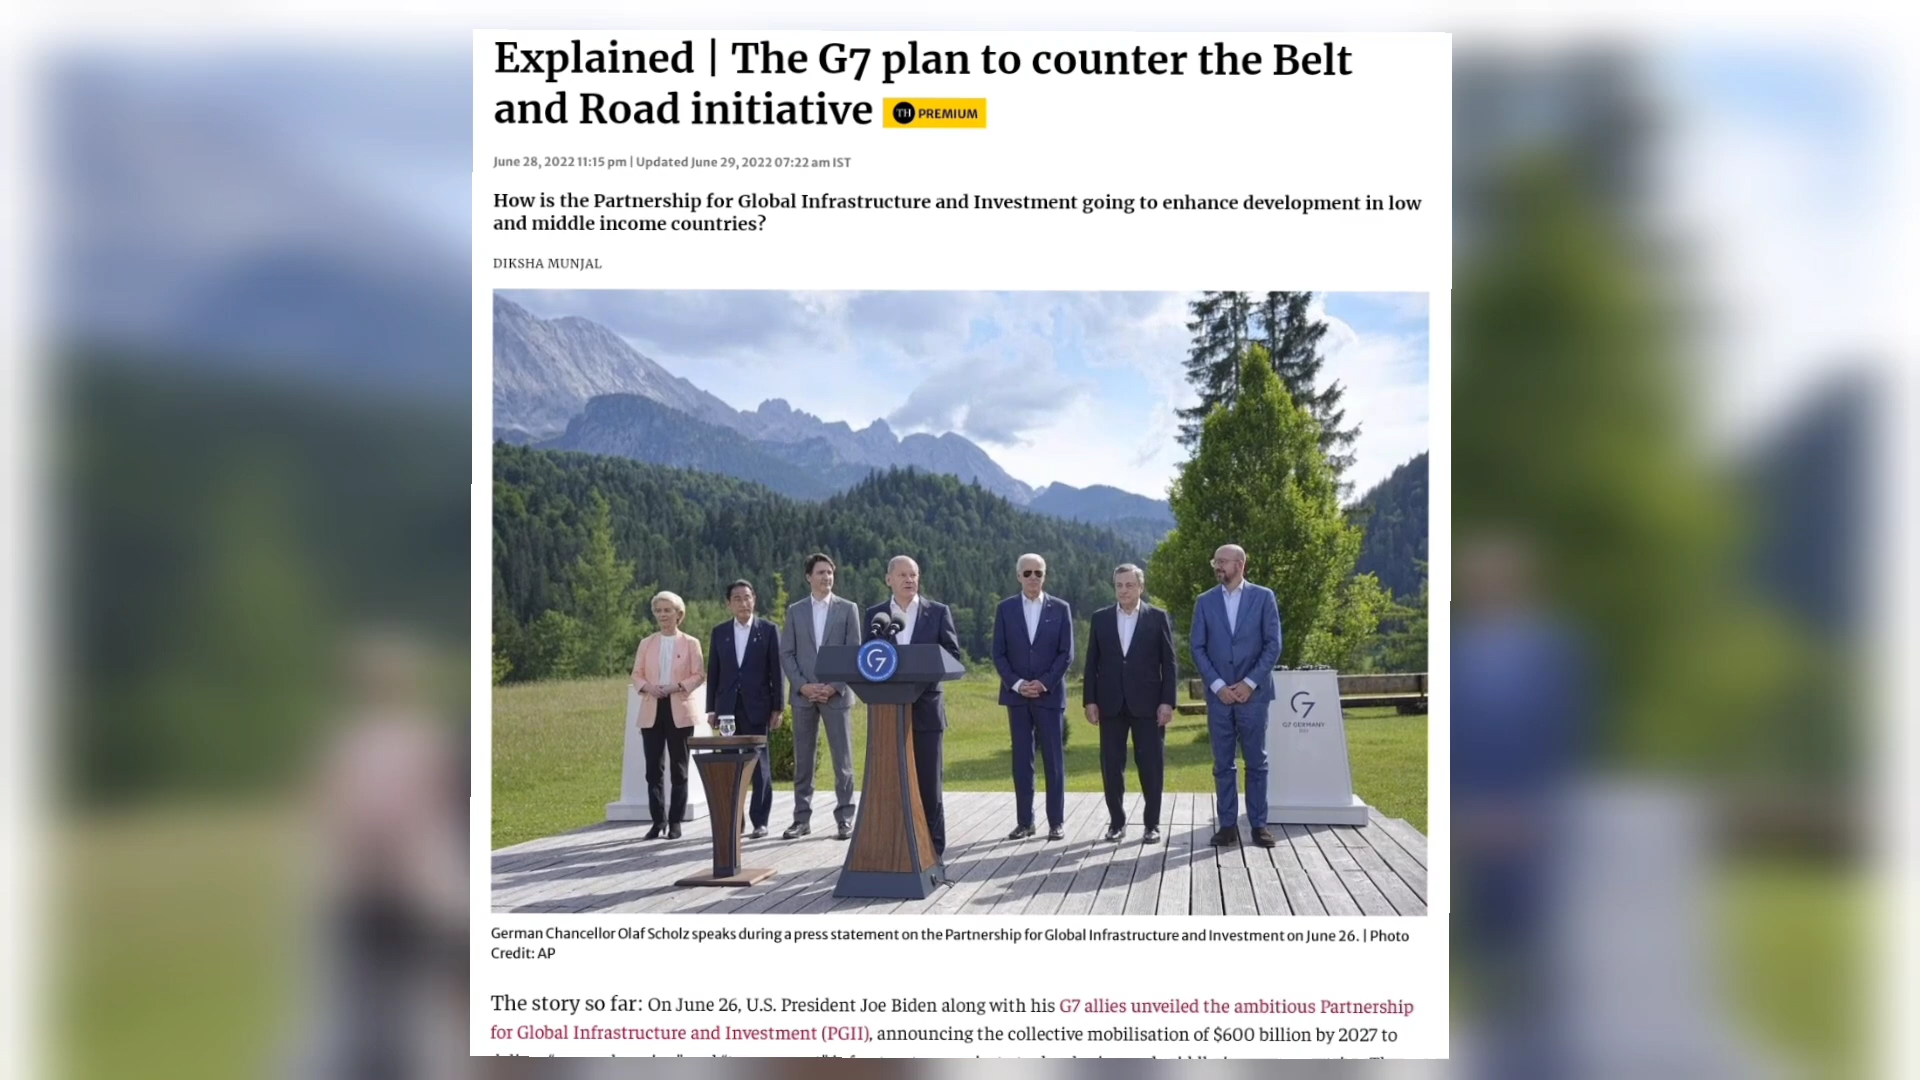 Explained | The G7 plan to counter the Belt
and Road initiative TH PREMIUM
June 28, 2022 11:15 pm | Updated June 29, 2022 07:22 am IST
How is the Partnership for Global Infrastructure and Investment going to enhance development in low
and middle income countries?
DIKSHA MUNJAL
G7
G7
G7 GERMANY
2022
German Chancellor Olaf Scholz speaks during a press statement on the Partnership for Global Infrastructure and Investment on June 26. | Photo
Credit: AP
The story so far: On June 26, U.S. President Joe Biden along with his G7 allies unveiled the ambitious Partnership
for Global Infrastructure and Investment (PGII), announcing the collective mobilisation of $600 billion by 2027 to